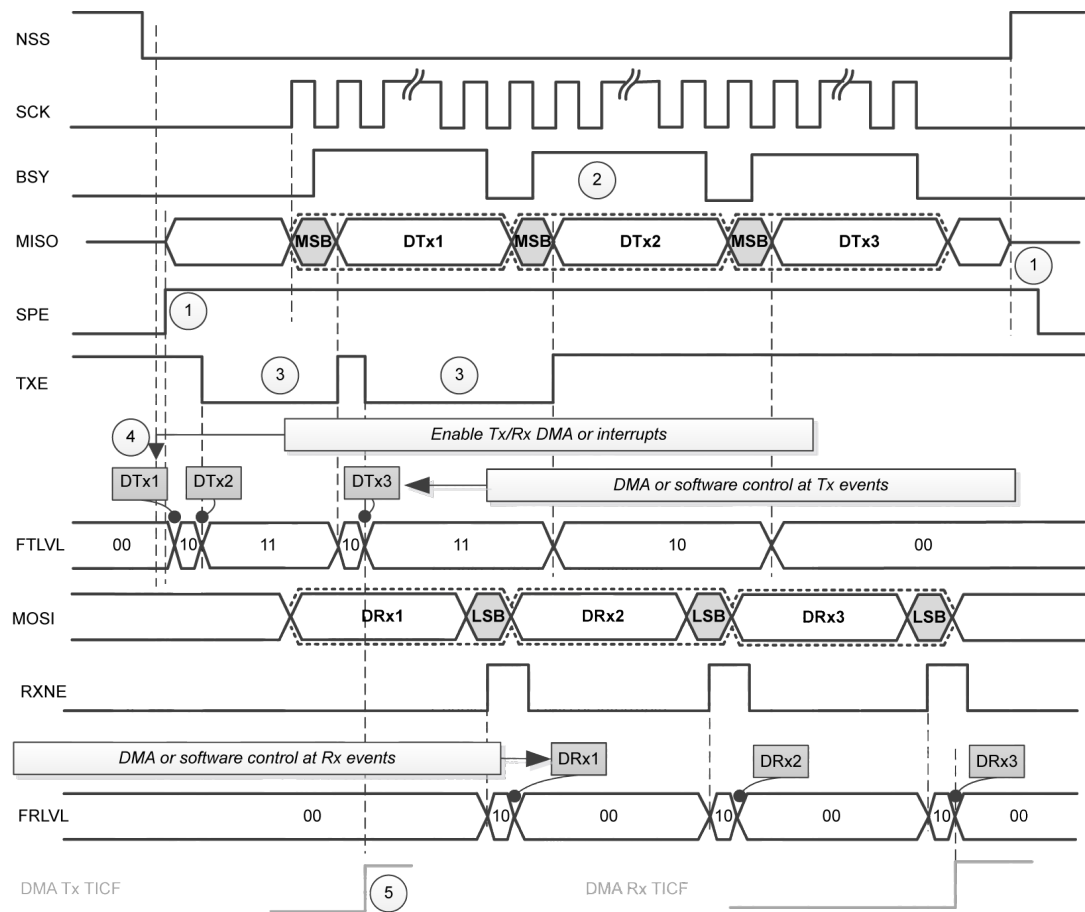 NSS
SCK
BSY
2
MISO
MSB
DTx1
MSB
DTx2
MSB
DTx3
1
SPE
1
TXE
3
3
4
Enable Tx/Rx DMA or interrupts
DTx1
DTx2
DTx3
DMA or software control at Tx events
FTLVL
00
10
11
10
11
10
00
MOSI
DRx1
LSB
DRx2
LSB
DRx3
LSB
RXNE
DMA or software control at Rx events
DRx1
DRx2
DRx3
FRLVL
00
10
00
10
00
10
00
DMA Tx TICF
5
DMA Rx TICF